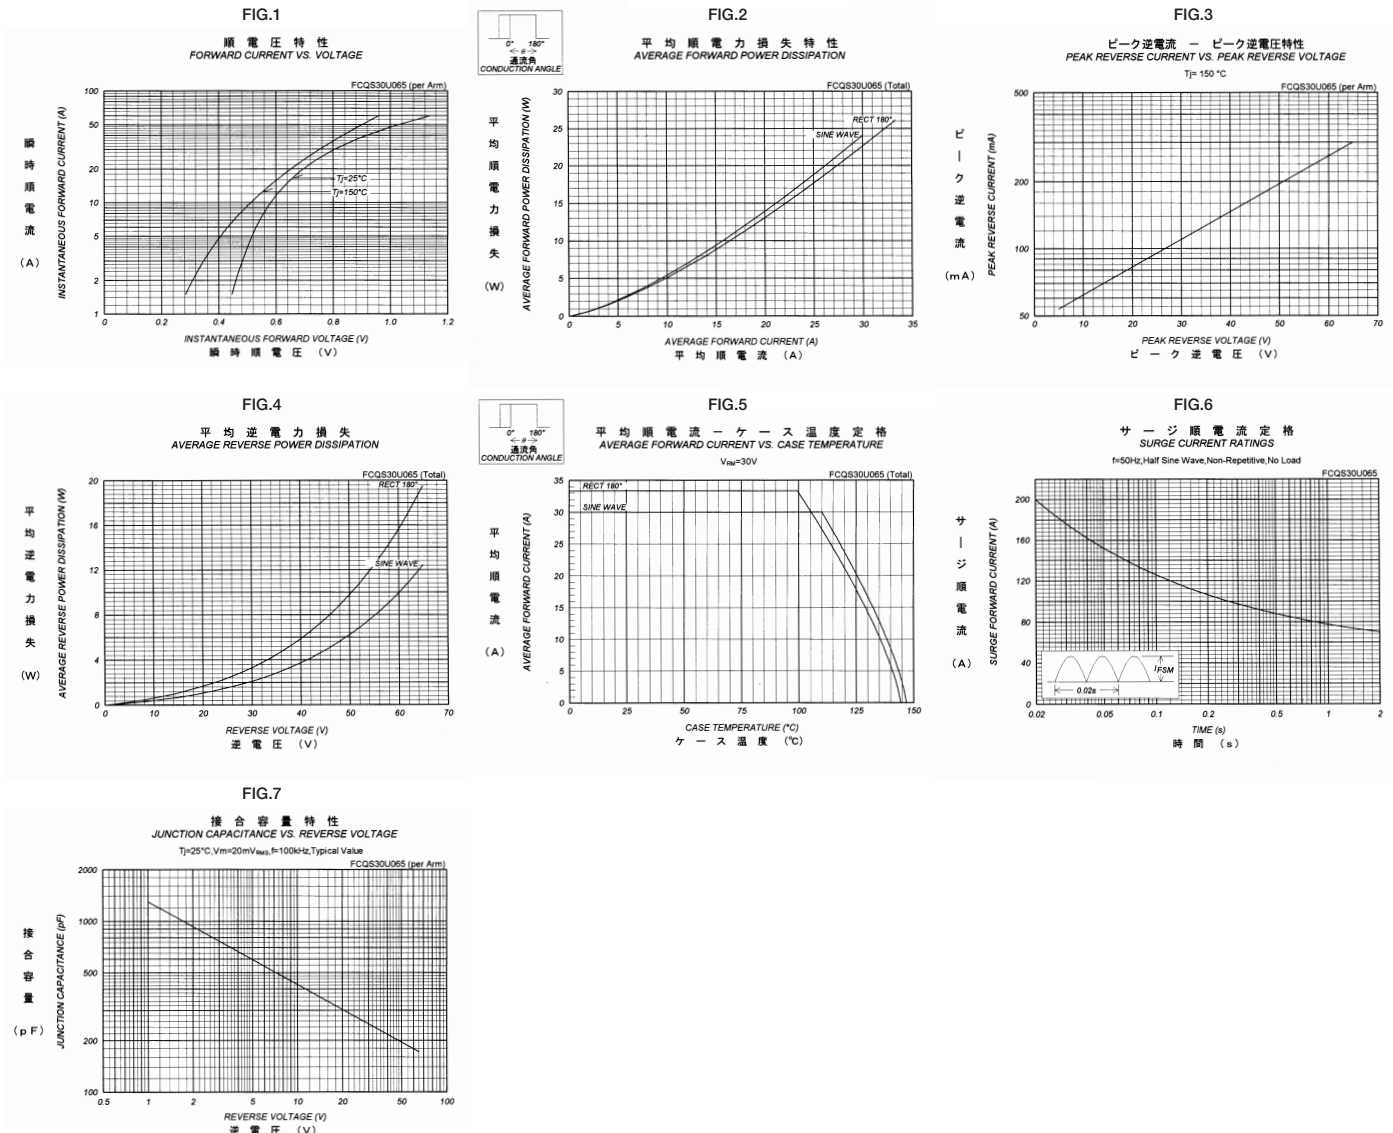 FIG.1
順電圧特性
FORWARD CURRENT VS. VOLTAGE
FCQS30U065 (per Arm)
瞬時順電流 (A)
INSTANTANEOUS FORWARD CURRENT (A)
100
50
20
10
5
2
1
Tj=25°C
Tj=150°C
0 0.2 0.4 0.6 0.8 1.0 1.2
INSTANTANEOUS FORWARD VOLTAGE (V)
瞬時順電圧 (V)
FIG.2
0° 180°
θ
通流角
CONDUCTION ANGLE
平均順電力損失特性
AVERAGE FORWARD POWER DISSIPATION
FCQS30U065 (Total)
平均順電力損失 (W)
AVERAGE FORWARD POWER DISSIPATION (W)
30
25
20
15
10
5
0
RECT 180°
SINE WAVE
0 5 10 15 20 25 30 35
AVERAGE FORWARD CURRENT (A)
平均順電流 (A)
FIG.3
ピーク逆電流 － ピーク逆電圧特性
PEAK REVERSE CURRENT VS. PEAK REVERSE VOLTAGE
Tj= 150 °C
FCQS30U065 (per Arm)
ピーク逆電流 (mA)
PEAK REVERSE CURRENT (mA)
500
200
100
50
0 10 20 30 40 50 60 70
PEAK REVERSE VOLTAGE (V)
ピーク逆電圧 (V)
FIG.4
平均逆電力損失
AVERAGE REVERSE POWER DISSIPATION
FCQS30U065 (Total)
平均逆電力損失 (W)
AVERAGE REVERSE POWER DISSIPATION (W)
20
16
12
8
4
0
RECT 180°
SINE WAVE
0 10 20 30 40 50 60 70
REVERSE VOLTAGE (V)
逆電圧 (V)
FIG.5
0° 180°
θ
通流角
CONDUCTION ANGLE
平均順電流－ケース温度定格
AVERAGE FORWARD CURRENT VS. CASE TEMPERATURE
VRM=30V
FCQS30U065 (Total)
平均順電流 (A)
AVERAGE FORWARD CURRENT (A)
35
30
25
20
15
10
5
0
RECT 180°
SINE WAVE
0 25 50 75 100 125 150
CASE TEMPERATURE (°C)
ケース温度 (°C)
FIG.6
サージ順電流定格
SURGE CURRENT RATINGS
f=50Hz,Half Sine Wave,Non-Repetitive,No Load
FCQS30U065
サージ順電流 (A)
SURGE FORWARD CURRENT (A)
200
160
120
80
40
0
IFSM
0.02s
0.02 0.05 0.1 0.2 0.5 1 2
TIME (s)
時間 (s)
FIG.7
接合容量特性
JUNCTION CAPACITANCE VS. REVERSE VOLTAGE
Tj=25°C,Vm=20mVRMS,f=100kHz,Typical Value
FCQS30U065 (per Arm)
接合容量 (pF)
JUNCTION CAPACITANCE (pF)
2000
1000
500
200
100
0.5 1 2 5 10 20 50 100
REVERSE VOLTAGE (V)
逆電圧 (V)